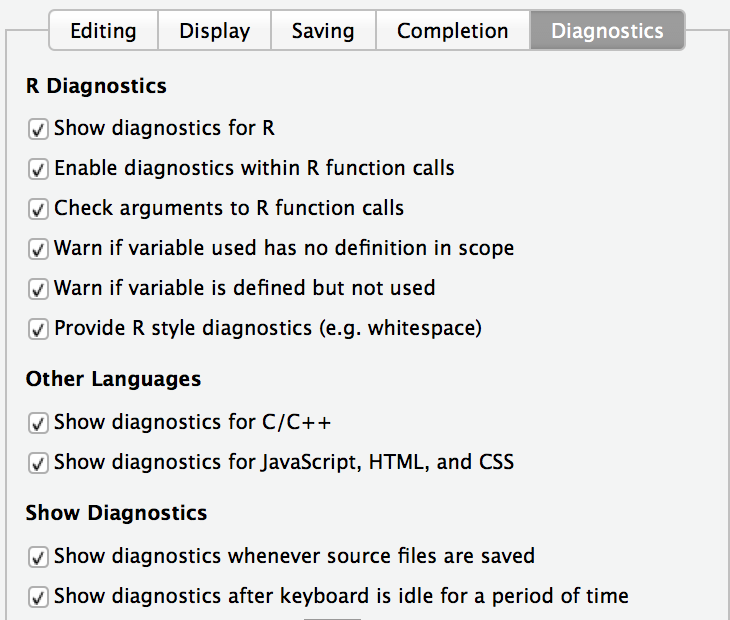 Editing Display Saving Completion Diagnostics
R Diagnostics
Show diagnostics for R
Enable diagnostics within R function calls
Check arguments to R function calls
Warn if variable used has no definition in scope
Warn if variable is defined but not used
Provide R style diagnostics (e.g. whitespace)
Other Languages
Show diagnostics for C/C++
Show diagnostics for JavaScript, HTML, and CSS
Show Diagnostics
Show diagnostics whenever source files are saved
Show diagnostics after keyboard is idle for a period of time